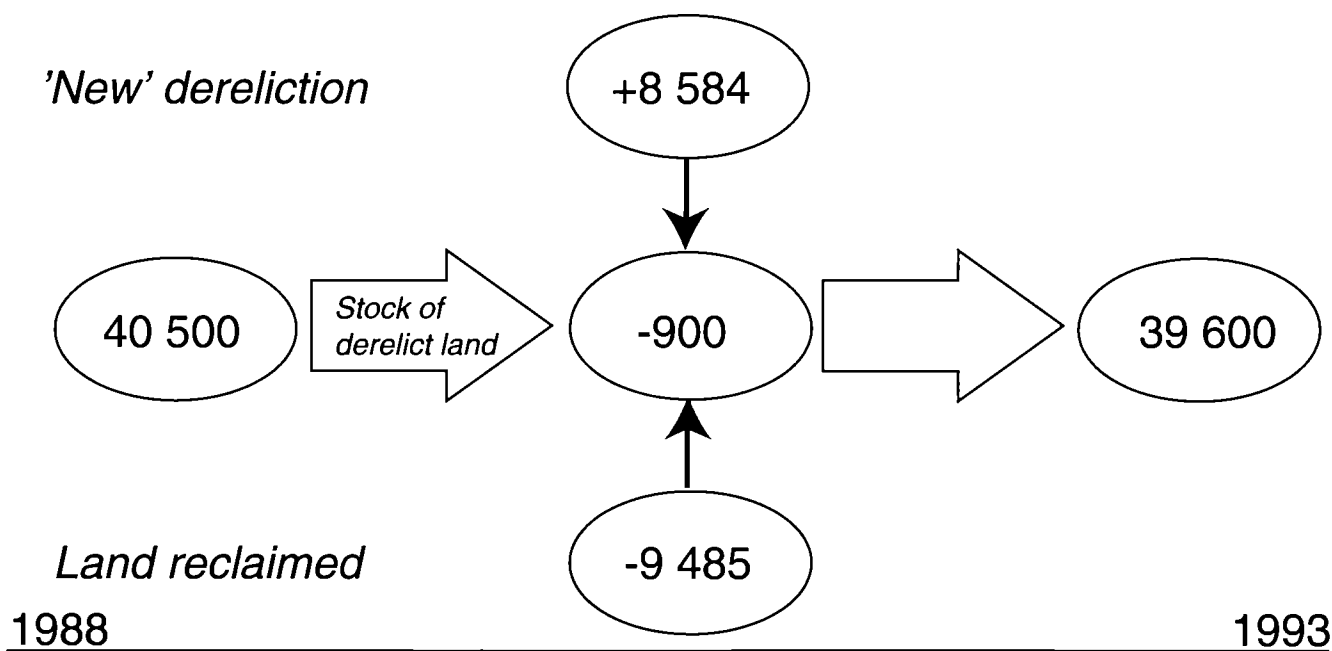 'New' dereliction
+8 584
40 500
Stock of
derelict land
-900
39 600
Land reclaimed
-9 485
1988
1993